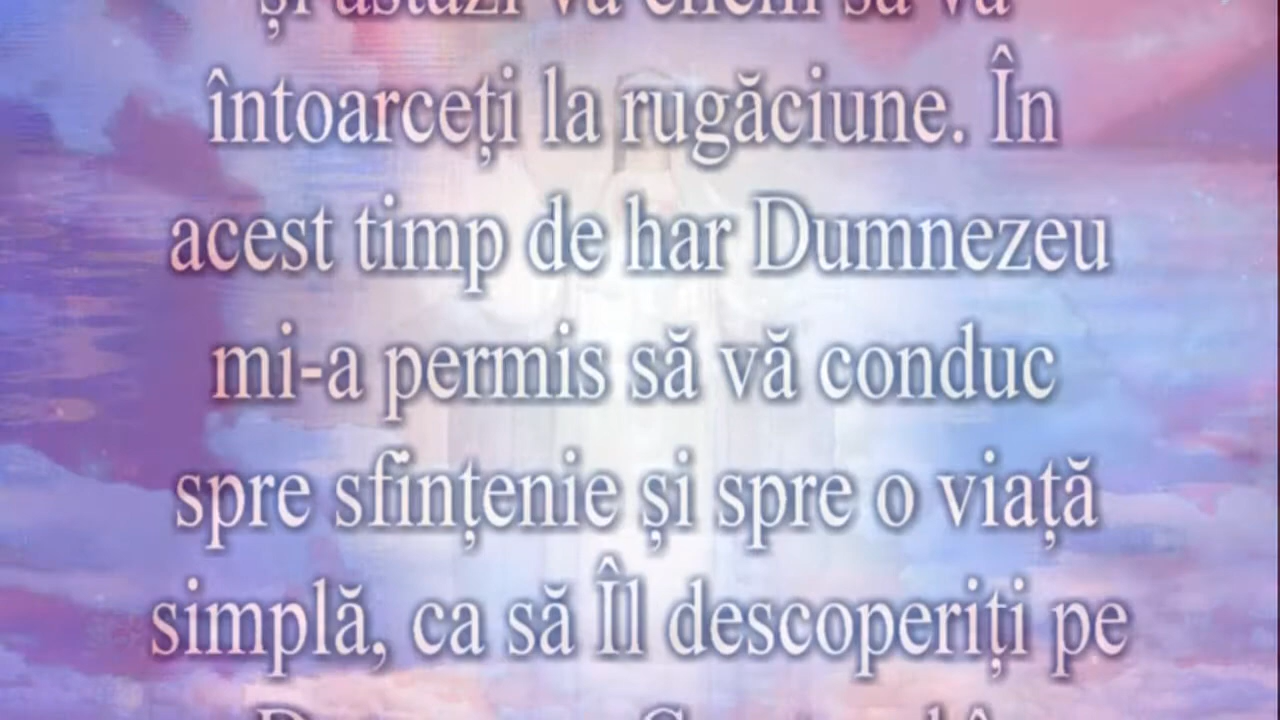 și astăzi vă chem să vă
întoarceți la rugăciune. În
acest timp de har Dumnezeu
mi-a permis să vă conduc
spre sfințenie și spre o viață
simplă, ca să Îl descoperiți pe